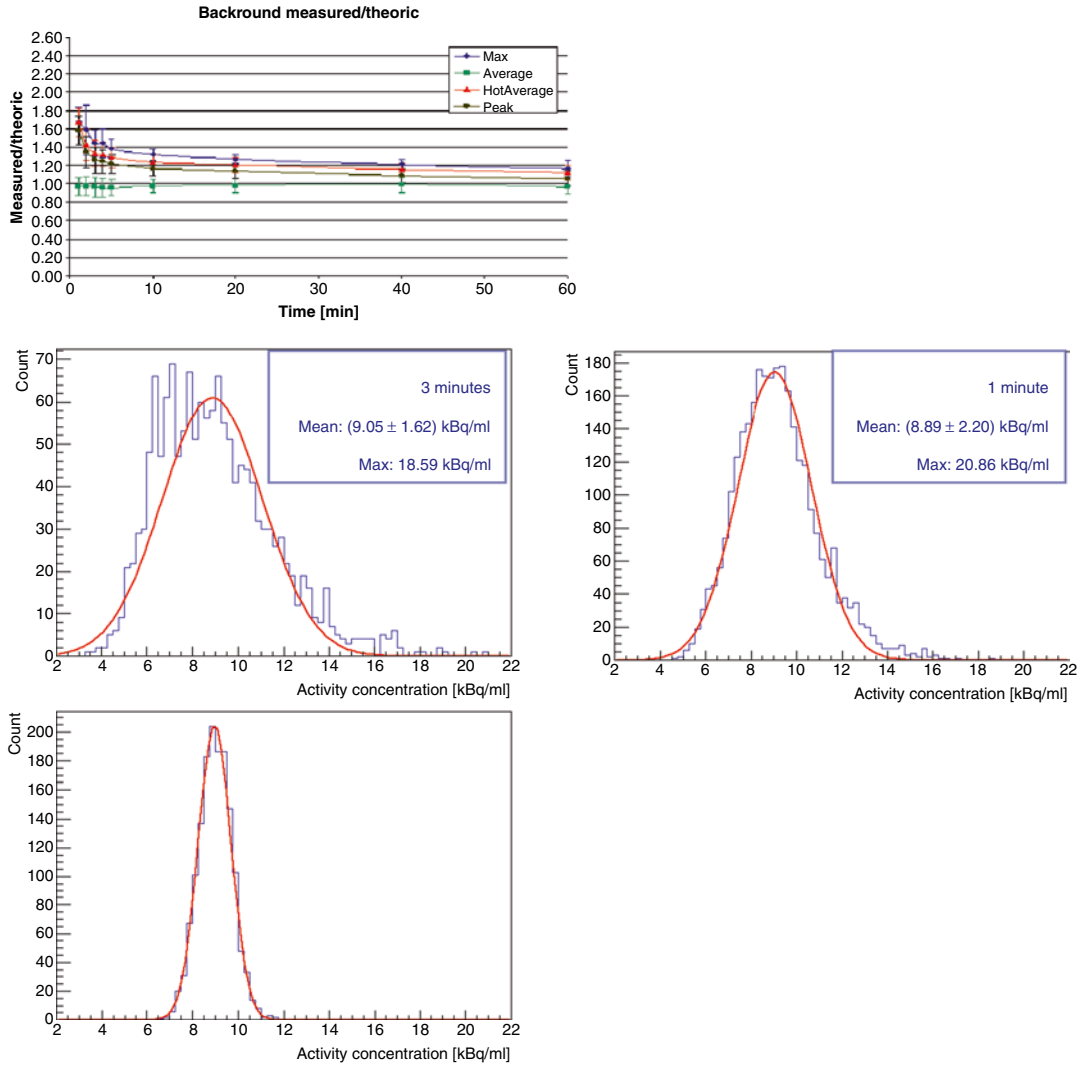 Backround measured/theoric
Measured/theoric
2.60
2.40
2.20
2.00
1.80
1.60
1.40
1.20
1.00
0.80
0.60
0.40
0.20
0.00
Max
Average
HotAverage
Peak
0 10 20 30 40 50 60
Time [min]
Count
70
60
50
40
30
20
10
0
3 minutes
Mean: (9.05 ± 1.62) kBq/ml
Max: 18.59 kBq/ml
2 4 6 8 10 12 14 16 18 20 22
Activity concentration [kBq/ml]
Count
180
160
140
120
100
80
60
40
20
0
1 minute
Mean: (8.89 ± 2.20) kBq/ml
Max: 20.86 kBq/ml
2 4 6 8 10 12 14 16 18 20 22
Activity concentration [kBq/ml]
Count
200
180
160
140
120
100
80
60
40
20
0
2 4 6 8 10 12 14 16 18 20 22
Activity concentration [kBq/ml]